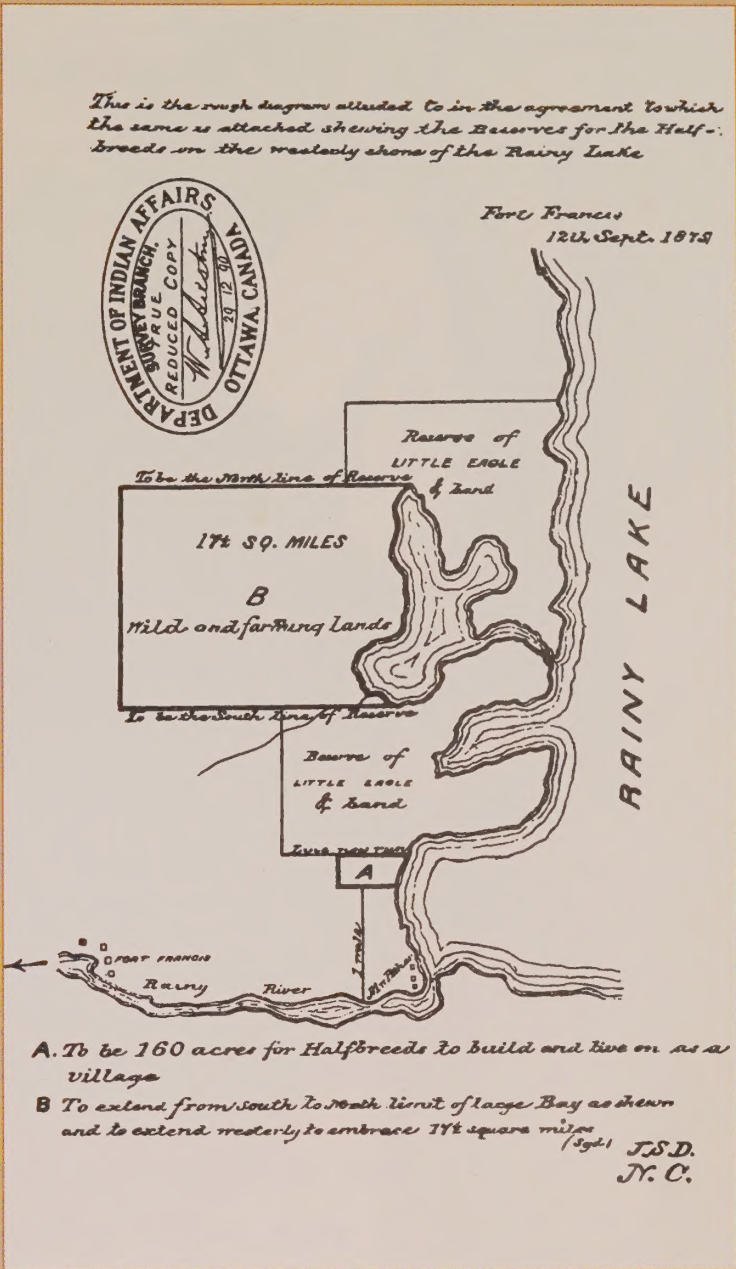 This is the rough diagram alluded to in the agreement to which
the same is attached shewing the Reserves for the Half-
breeds on the westerly shore of the Rainy Lake
Fort Francis
12th Sept. 1875
DEPARTMENT OF INDIAN AFFAIRS
OTTAWA, CANADA
SURVEY BRANCH.
TRUE
REDUCED COPY
29 12 90
Reserve of
LITTLE EAGLE
& band
To be the North line of Reserve
17½ SQ. MILES
B
Wild and farming lands
To be the South line of Reserve
Reserve of
LITTLE EAGLE
& band
RAINY LAKE
Line now run
A
FORT FRANCIS
Rainy River
A. To be 160 acres for Halfbreeds to build and live on as a
village
B To extend from South to North limit of large Bay as shewn
and to extend westerly to embrace 17½ square miles
(Sgd) J.S.D.
N.C.